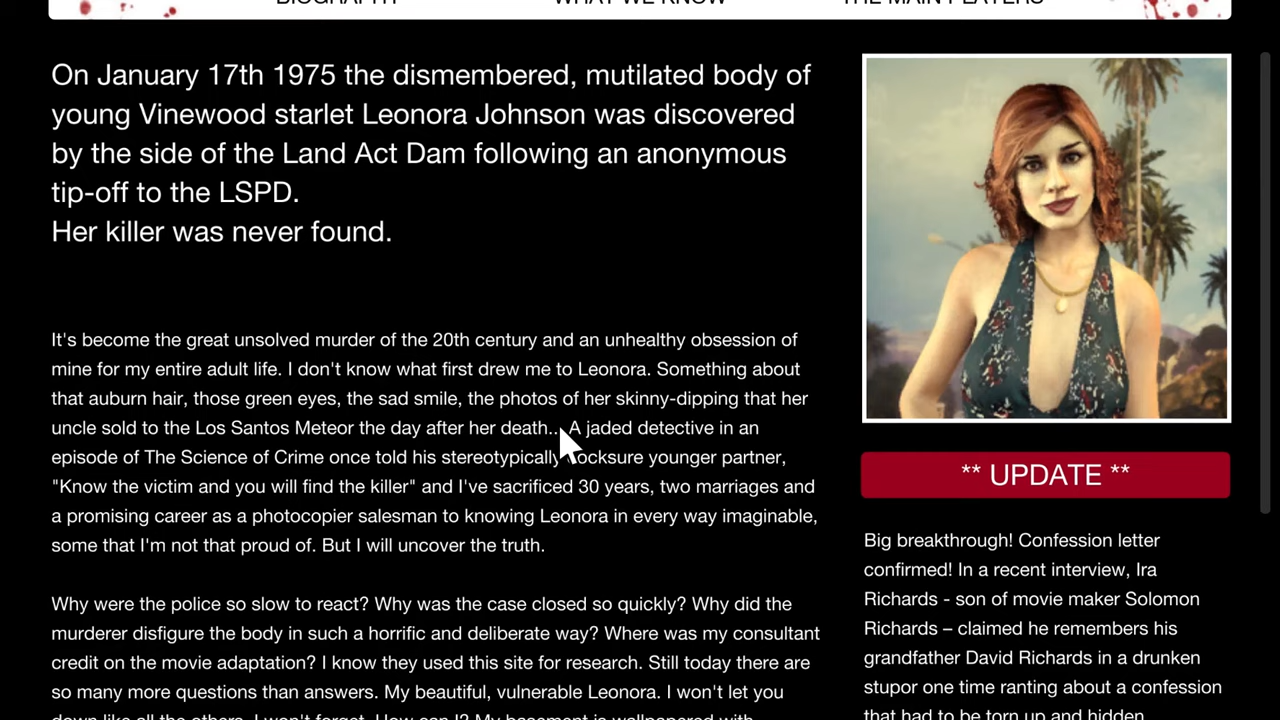 BIOGRAPHY WHAT WE KNOW THE MAIN PLAYERS
On January 17th 1975 the dismembered, mutilated body of
young Vinewood starlet Leonora Johnson was discovered
by the side of the Land Act Dam following an anonymous
tip-off to the LSPD.
Her killer was never found.
It's become the great unsolved murder of the 20th century and an unhealthy obsession of
mine for my entire adult life. I don't know what first drew me to Leonora. Something about
that auburn hair, those green eyes, the sad smile, the photos of her skinny-dipping that her
uncle sold to the Los Santos Meteor the day after her death... A jaded detective in an
episode of The Science of Crime once told his stereotypically cocksure younger partner,
"Know the victim and you will find the killer" and I've sacrificed 30 years, two marriages and
a promising career as a photocopier salesman to knowing Leonora in every way imaginable,
some that I'm not that proud of. But I will uncover the truth.
Why were the police so slow to react? Why was the case closed so quickly? Why did the
murderer disfigure the body in such a horrific and deliberate way? Where was my consultant
credit on the movie adaptation? I know they used this site for research. Still today there are
so many more questions than answers. My beautiful, vulnerable Leonora. I won't let you
down like all the others. I won't forget. How can I? My basement is wallpapered with
** UPDATE **
Big breakthrough! Confession letter
confirmed! In a recent interview, Ira
Richards - son of movie maker Solomon
Richards – claimed he remembers his
grandfather David Richards in a drunken
stupor one time ranting about a confession
that had to be torn up and hidden